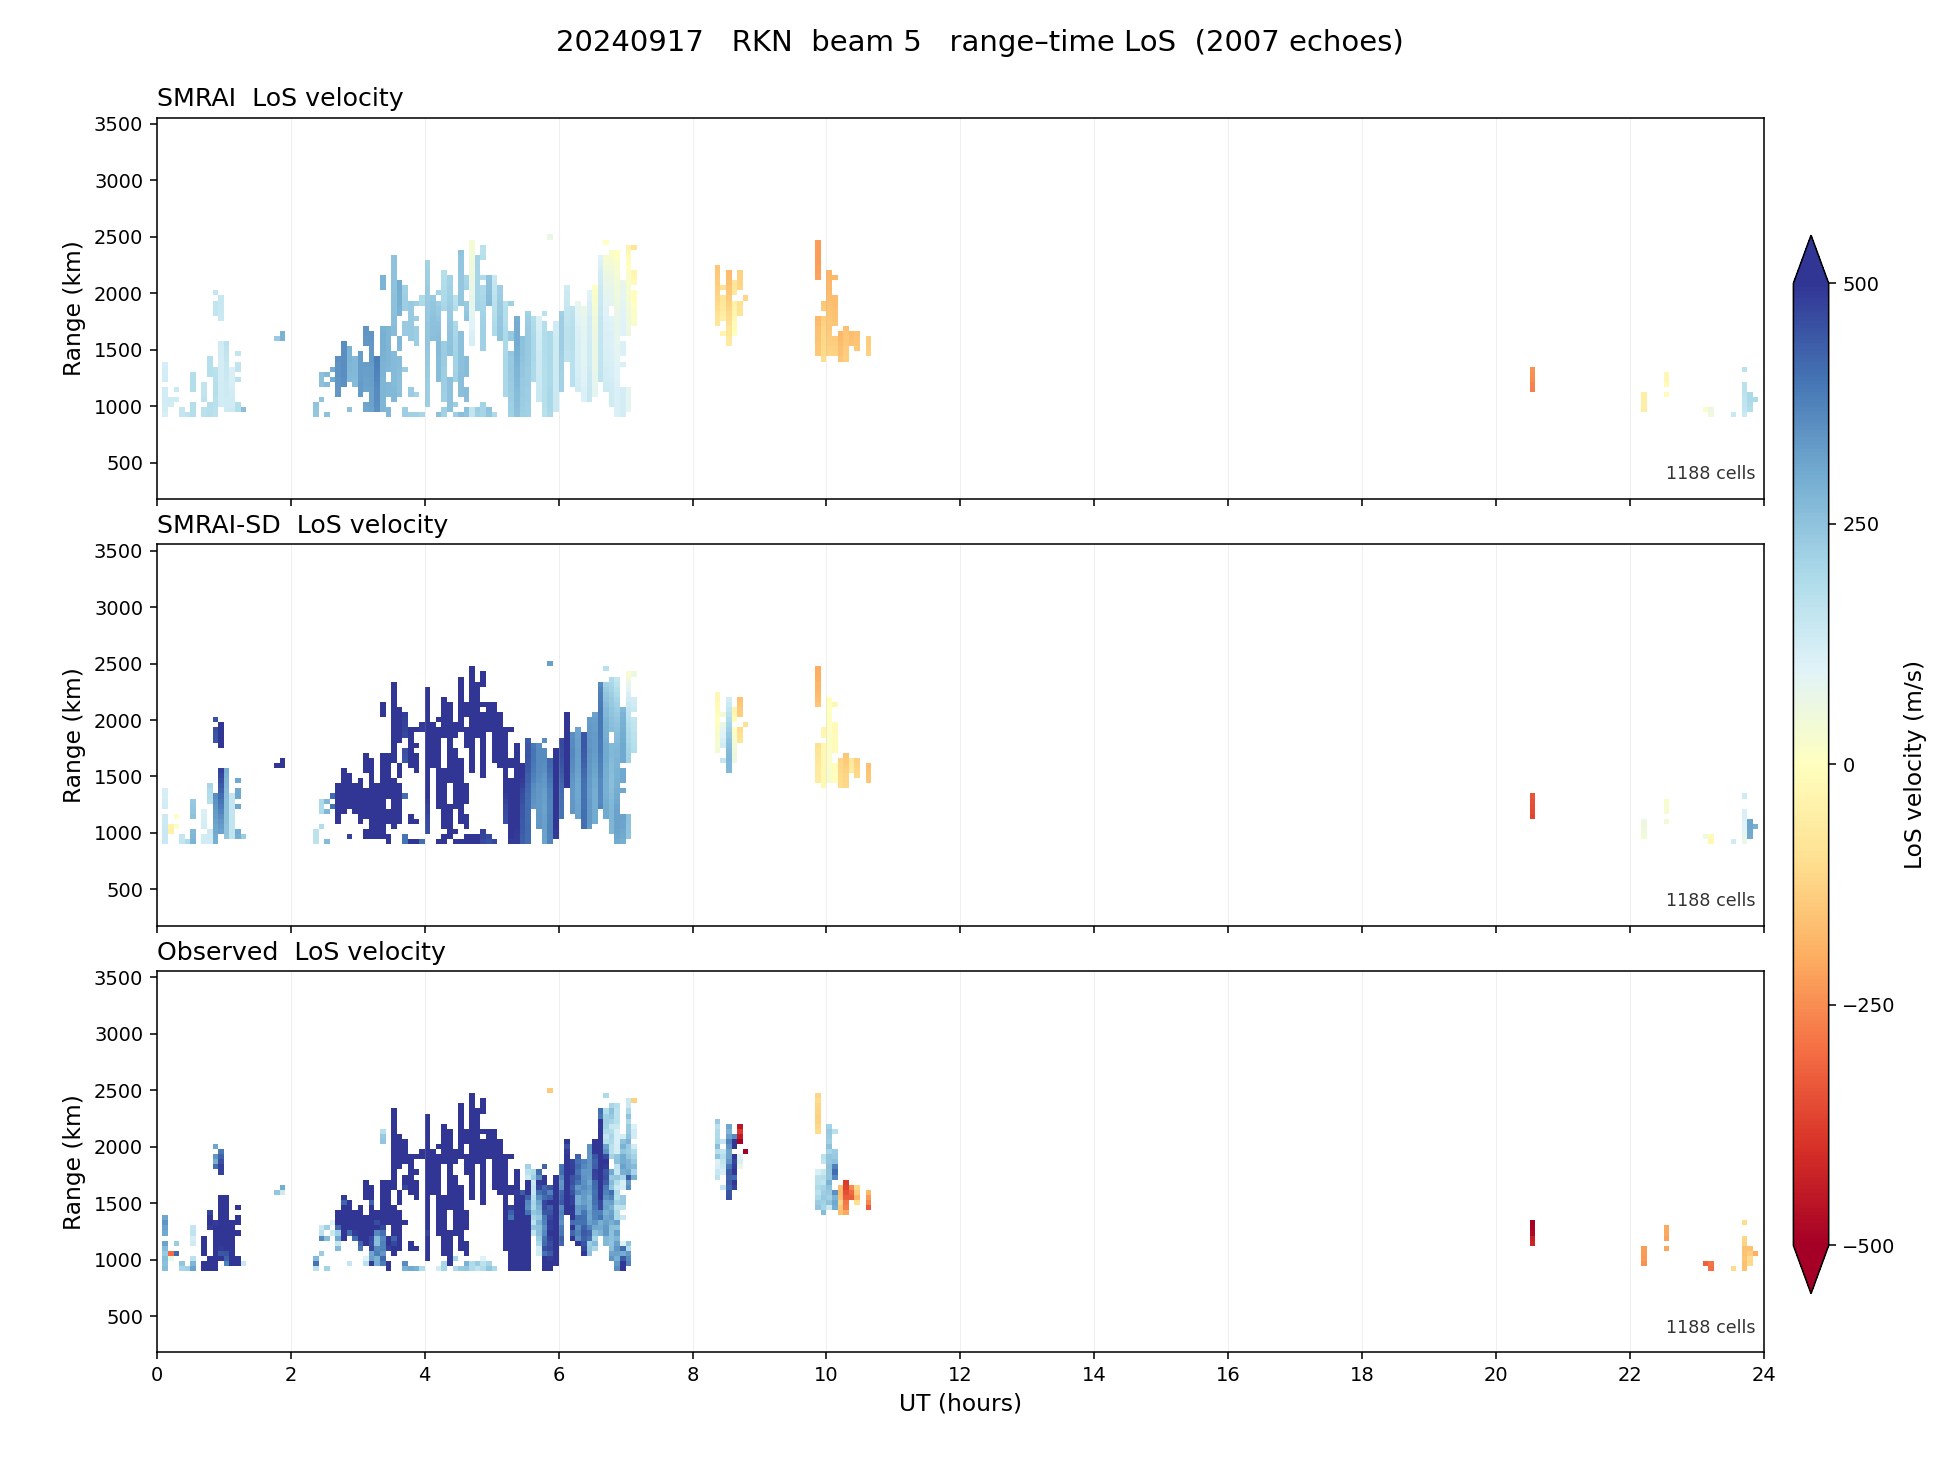 20240917   RKN  beam 5   range–time LoS  (2007 echoes)
SMRAI  LoS velocity
3500
3000
2500
2000
1500
1000
500
Range (km)
1188 cells
SMRAI-SD  LoS velocity
3500
3000
2500
2000
1500
1000
500
Range (km)
1188 cells
Observed  LoS velocity
3500
3000
2500
2000
1500
1000
500
Range (km)
1188 cells
0 2 4 6 8 10 12 14 16 18 20 22 24
UT (hours)
500
250
0
−250
−500
LoS velocity (m/s)